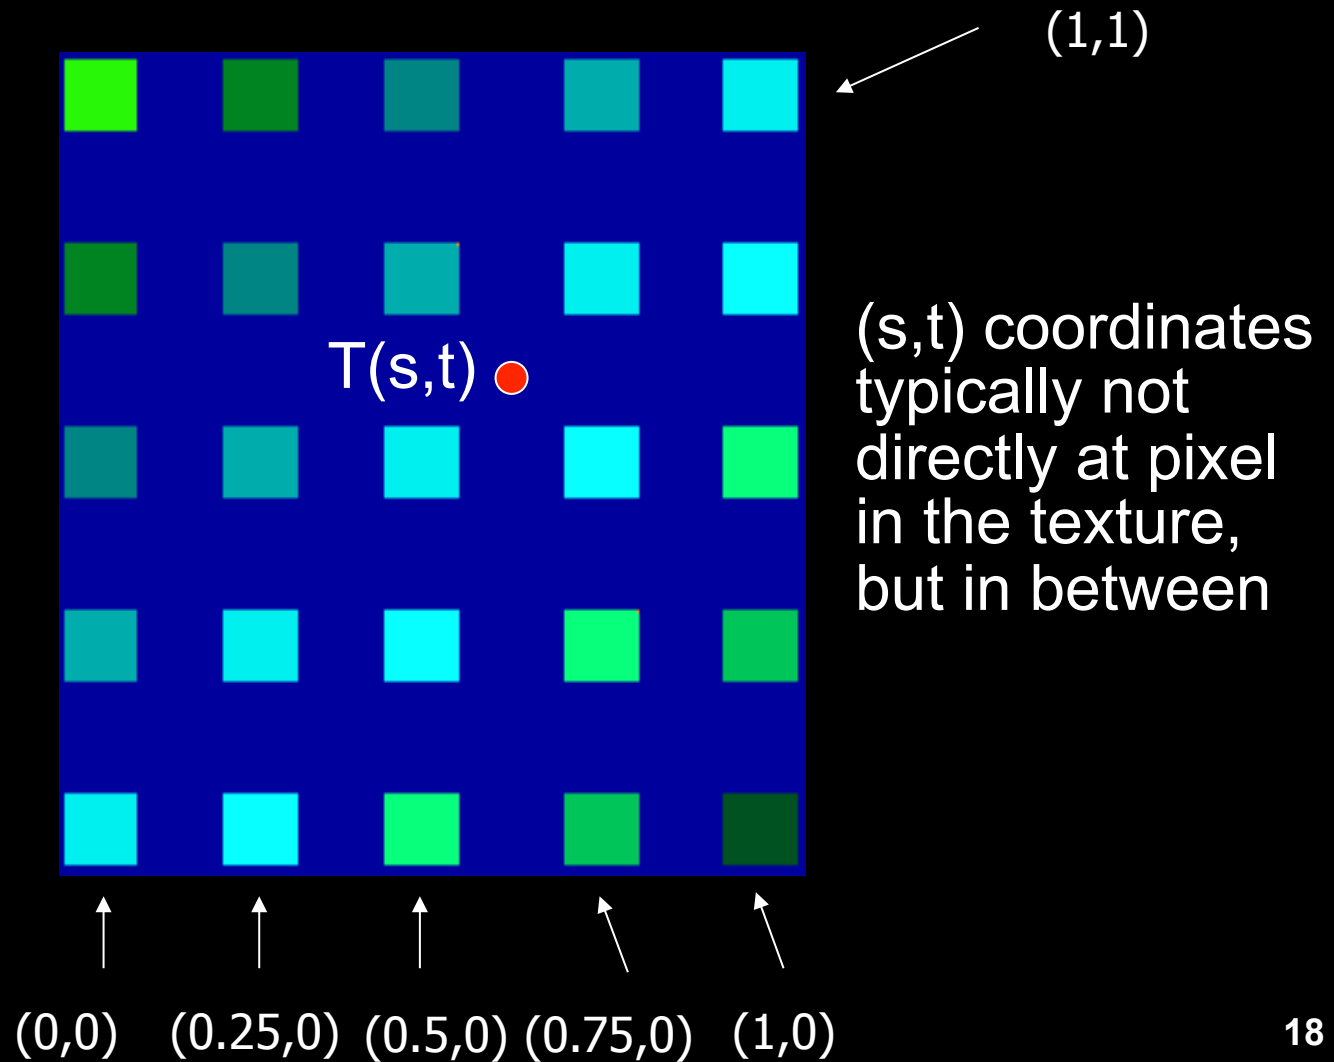 (1,1)
T(s,t)
(s,t) coordinates
typically not
directly at pixel
in the texture,
but in between
(0,0) (0.25,0) (0.5,0) (0.75,0) (1,0)
18